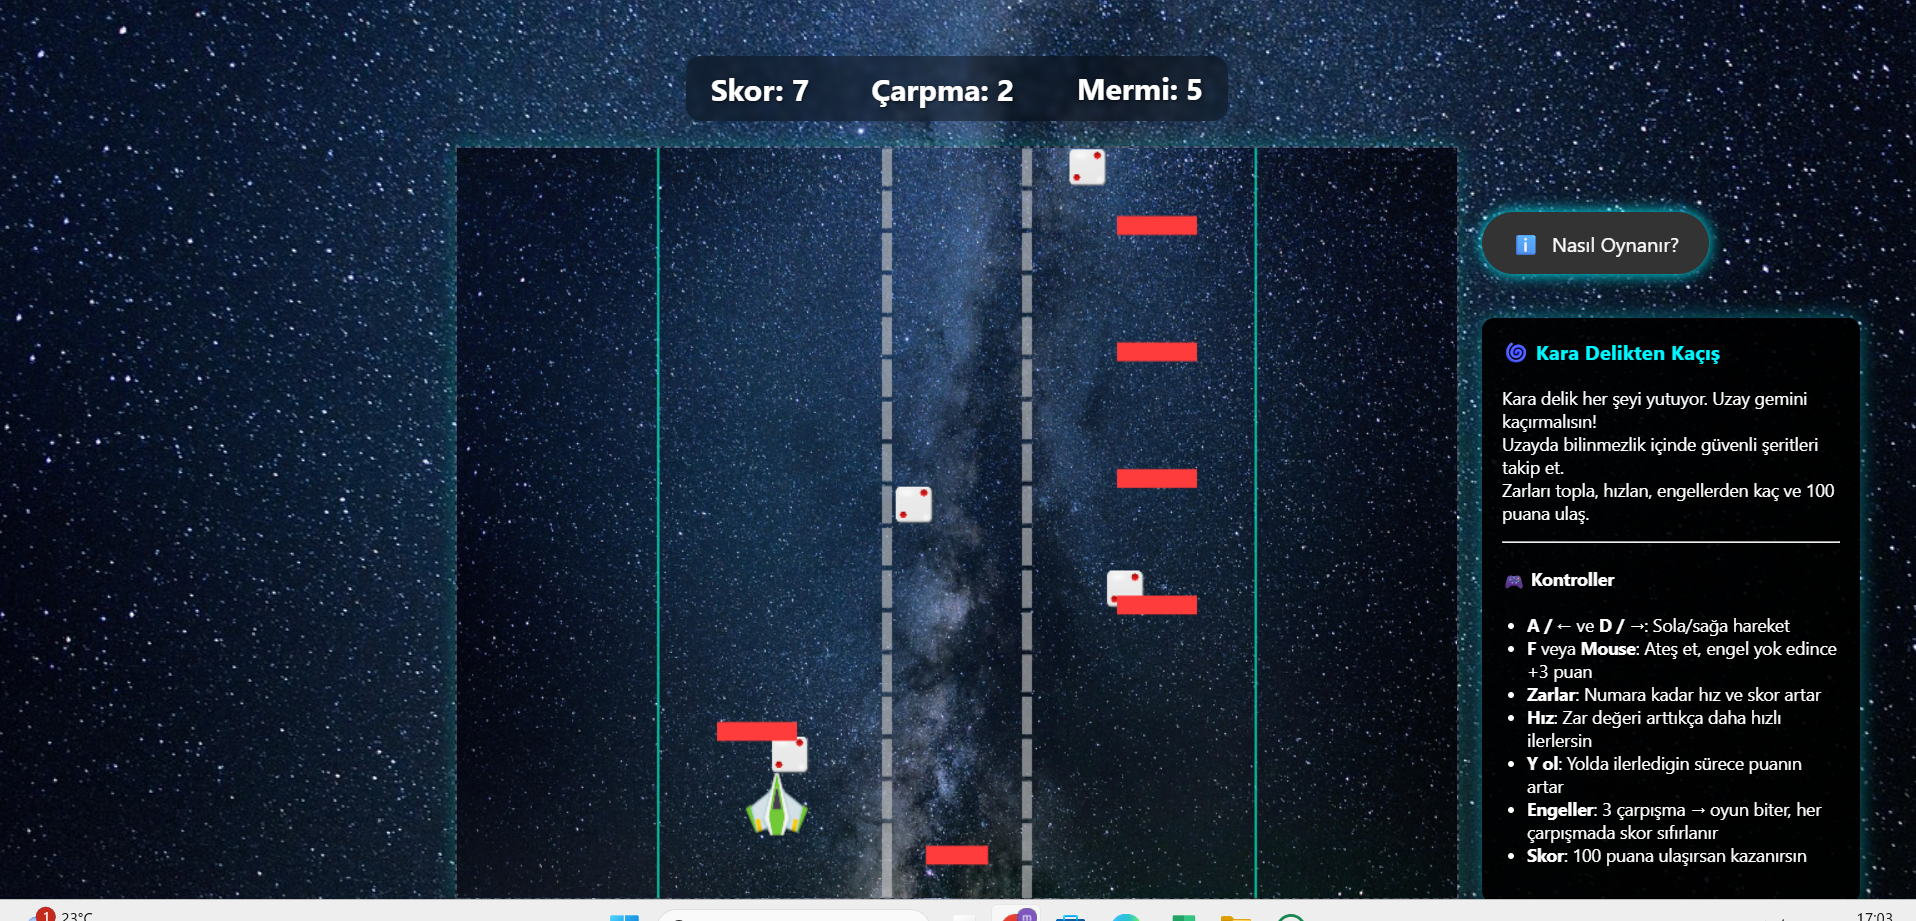 Skor: 7 Çarpma: 2 Mermi: 5
Nasıl Oynanır?
Kara Delikten Kaçış
Kara delik her şeyi yutuyor. Uzay gemini
kaçırmalısın!
Uzayda bilinmezlik içinde güvenli şeritleri
takip et.
Zarları topla, hızlan, engellerden kaç ve 100
puana ulaş.
Kontroller
• A / ← ve D / →: Sola/sağa hareket
• F veya Mouse: Ateş et, engel yok edince
+3 puan
• Zarlar: Numara kadar hız ve skor artar
• Hız: Zar değeri arttıkça daha hızlı
ilerlersin
• Y ol: Yolda ilerledigin sürece puanın
artar
• Engeller: 3 çarpışma → oyun biter, her
çarpışmada skor sıfırlanır
• Skor: 100 puana ulaşırsan kazanırsın
1 23°C
17:03